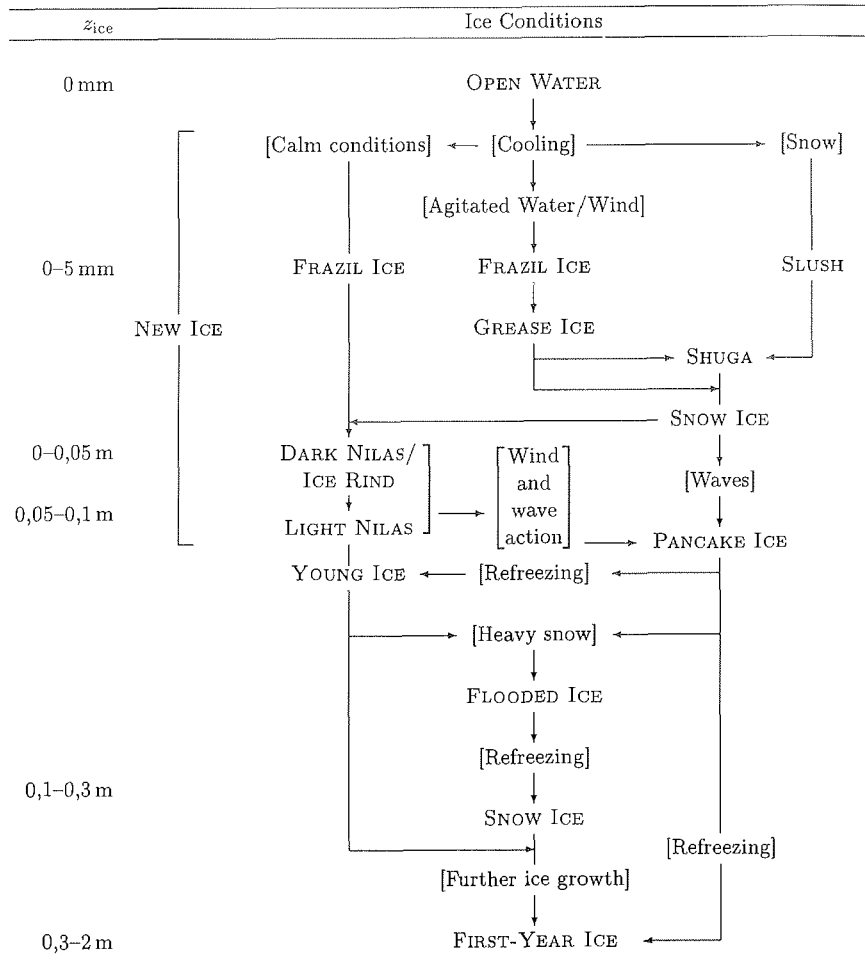 z_ice Ice Conditions
0 mm OPEN WATER
[Calm conditions] [Cooling] [Snow]
[Agitated Water/Wind]
0–5 mm FRAZIL ICE FRAZIL ICE SLUSH
NEW ICE GREASE ICE
SHUGA
SNOW ICE
0–0,05 m DARK NILAS/ [Wind
ICE RIND and [Waves]
0,05–0,1 m wave
LIGHT NILAS action] PANCAKE ICE
YOUNG ICE [Refreezing]
[Heavy snow]
FLOODED ICE
[Refreezing]
0,1–0,3 m
SNOW ICE
[Refreezing]
[Further ice growth]
0,3–2 m FIRST-YEAR ICE